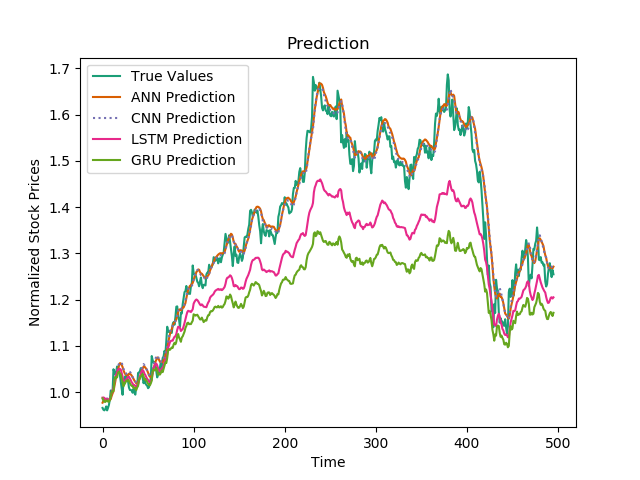 Prediction
True Values
ANN Prediction
CNN Prediction
LSTM Prediction
GRU Prediction
Normalized Stock Prices
1.7
1.6
1.5
1.4
1.3
1.2
1.1
1.0
0
100
200
300
400
500
Time